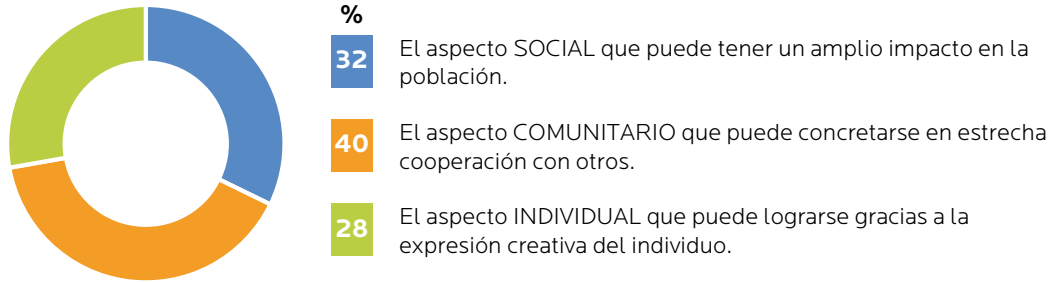 %
32
El aspecto SOCIAL que puede tener un amplio impacto en la
población.
40
El aspecto COMUNITARIO que puede concretarse en estrecha
cooperación con otros.
28
El aspecto INDIVIDUAL que puede lograrse gracias a la
expresión creativa del individuo.